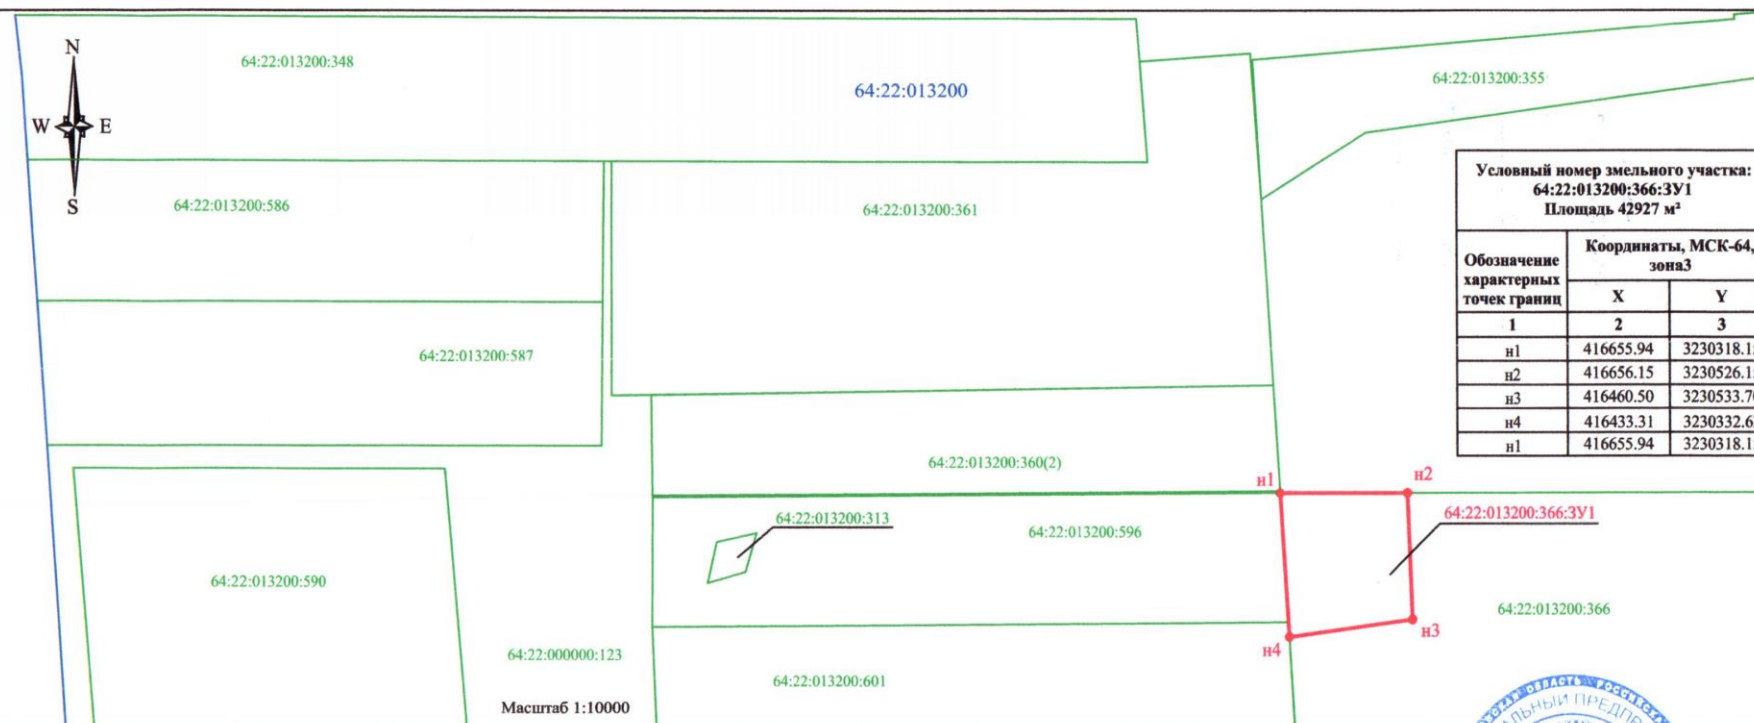 N
W E
S
64:22:013200:348
64:22:013200
64:22:013200:355
64:22:013200:586
64:22:013200:361
64:22:013200:587
Условный номер змельного участка:
64:22:013200:366:ЗУ1
Площадь 42927 м²
Обозначение
характерных
точек границ
Координаты, МСК-64,
зона3
X Y
1 2 3
н1 416655.94
н2 416656.15
н3 416460.50
н4 416433.31
н1 416655.94
64:22:013200:360(2)
н1
н2
64:22:013200:313
64:22:013200:596
64:22:013200:366:ЗУ1
64:22:013200:590
64:22:013200:366
н3
н4
64:22:000000:123
64:22:013200:601
Масштаб 1:10000